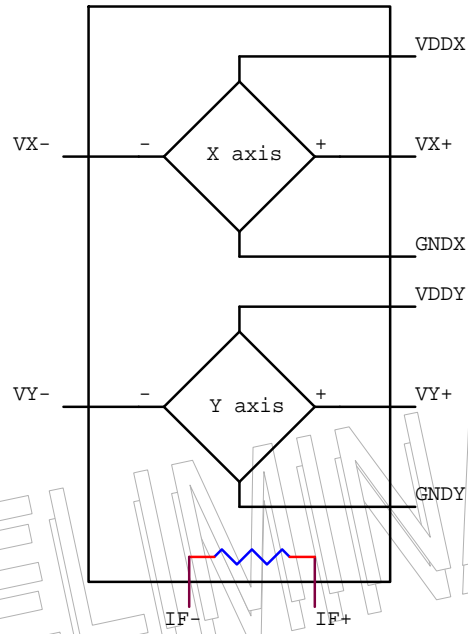 VDDX
VX-
-
X axis
+
VX+
GNDX
VDDY
VY-
-
Y axis
+
VY+
GNDY
IF-
IF+